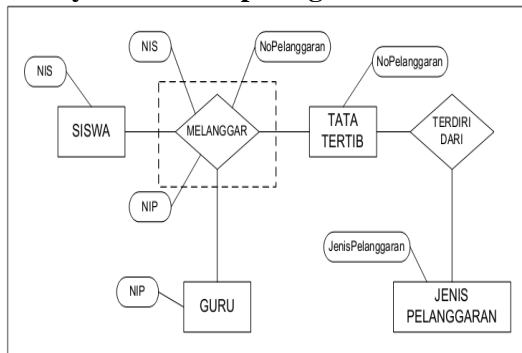 NIS
NoPelanggaran
NoPelanggaran
NIS
SISWA
MELANGGAR
TATA
TERTIB
TERDIRI
DARI
NIP
JenisPelanggaran
NIP
GURU
JENIS
PELANGGARAN